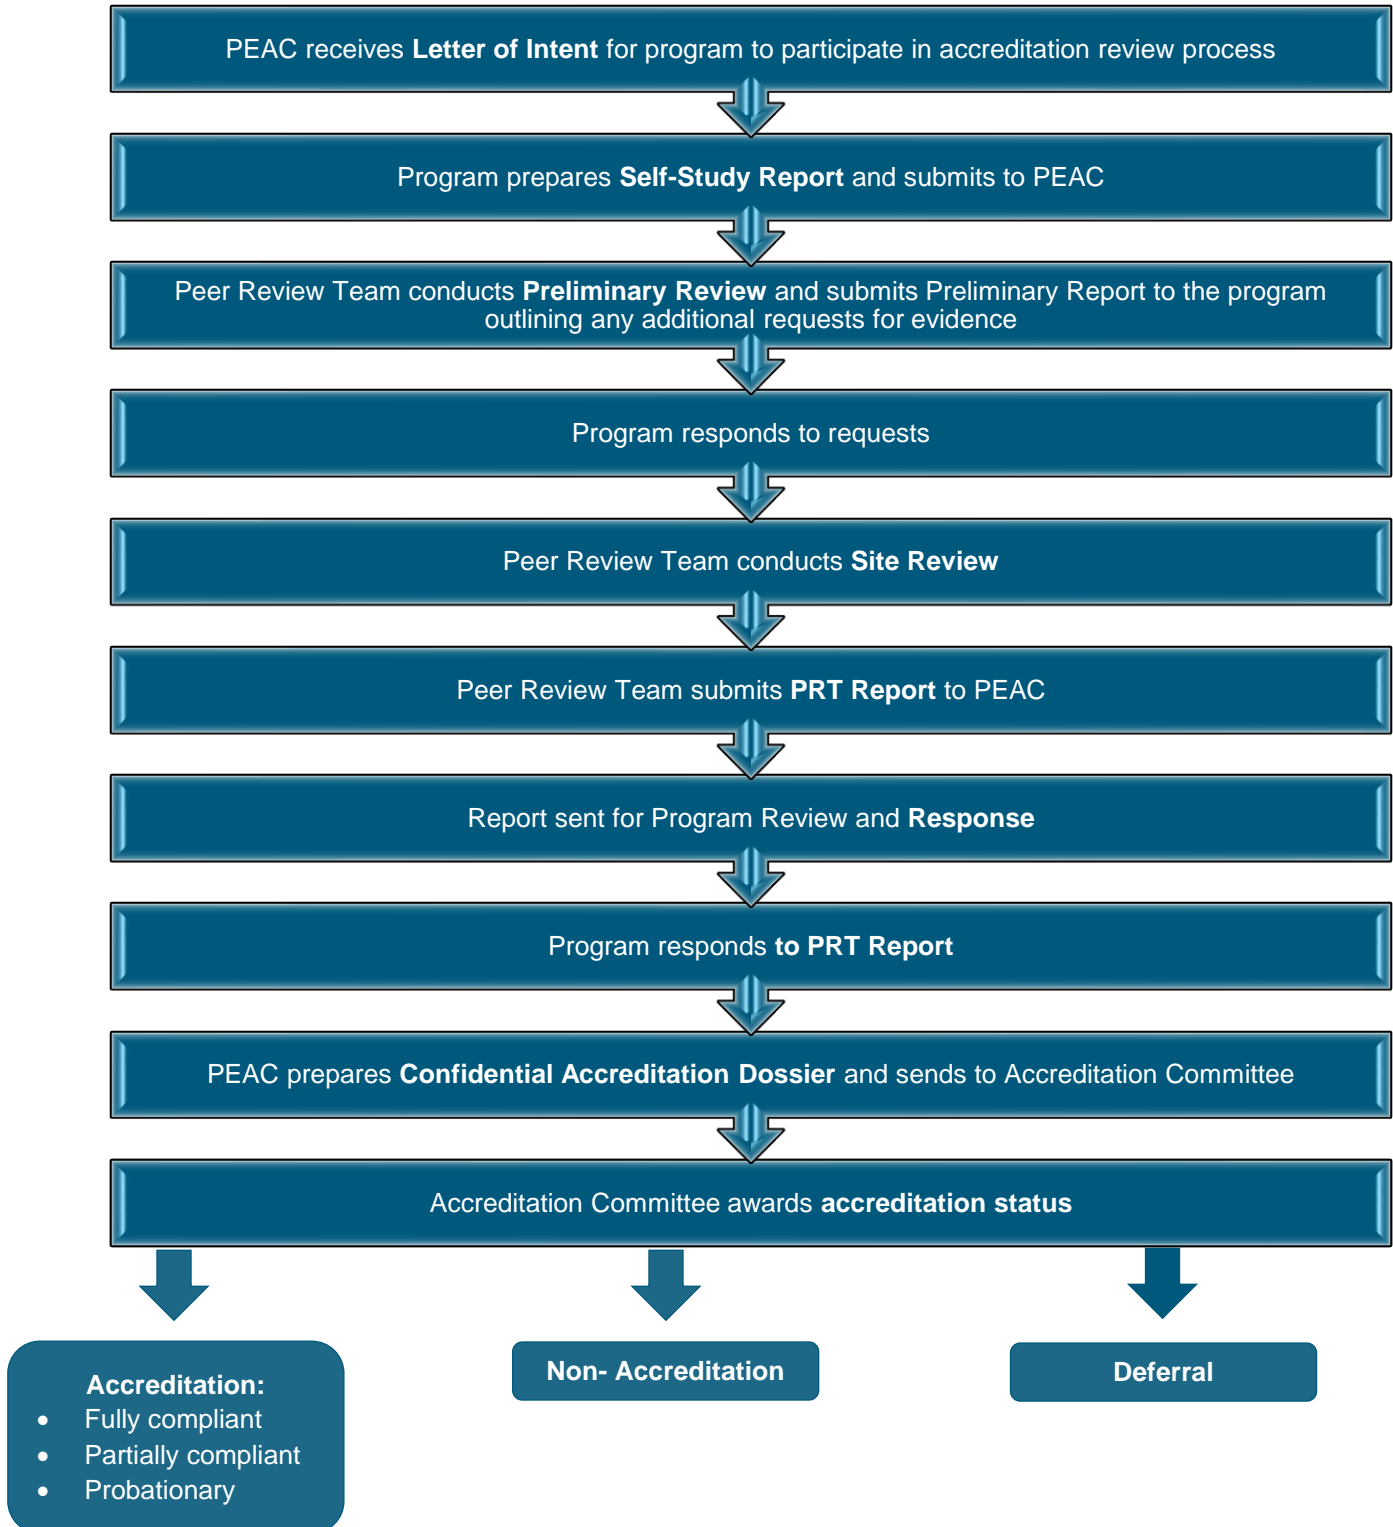 PEAC receives Letter of Intent for program to participate in accreditation review process
Program prepares Self-Study Report and submits to PEAC
Peer Review Team conducts Preliminary Review and submits Preliminary Report to the program
outlining any additional requests for evidence
Program responds to requests
Peer Review Team conducts Site Review
Peer Review Team submits PRT Report to PEAC
Report sent for Program Review and Response
Program responds to PRT Report
PEAC prepares Confidential Accreditation Dossier and sends to Accreditation Committee
Accreditation Committee awards accreditation status
Accreditation:
• Fully compliant
• Partially compliant
• Probationary
Non- Accreditation
Deferral